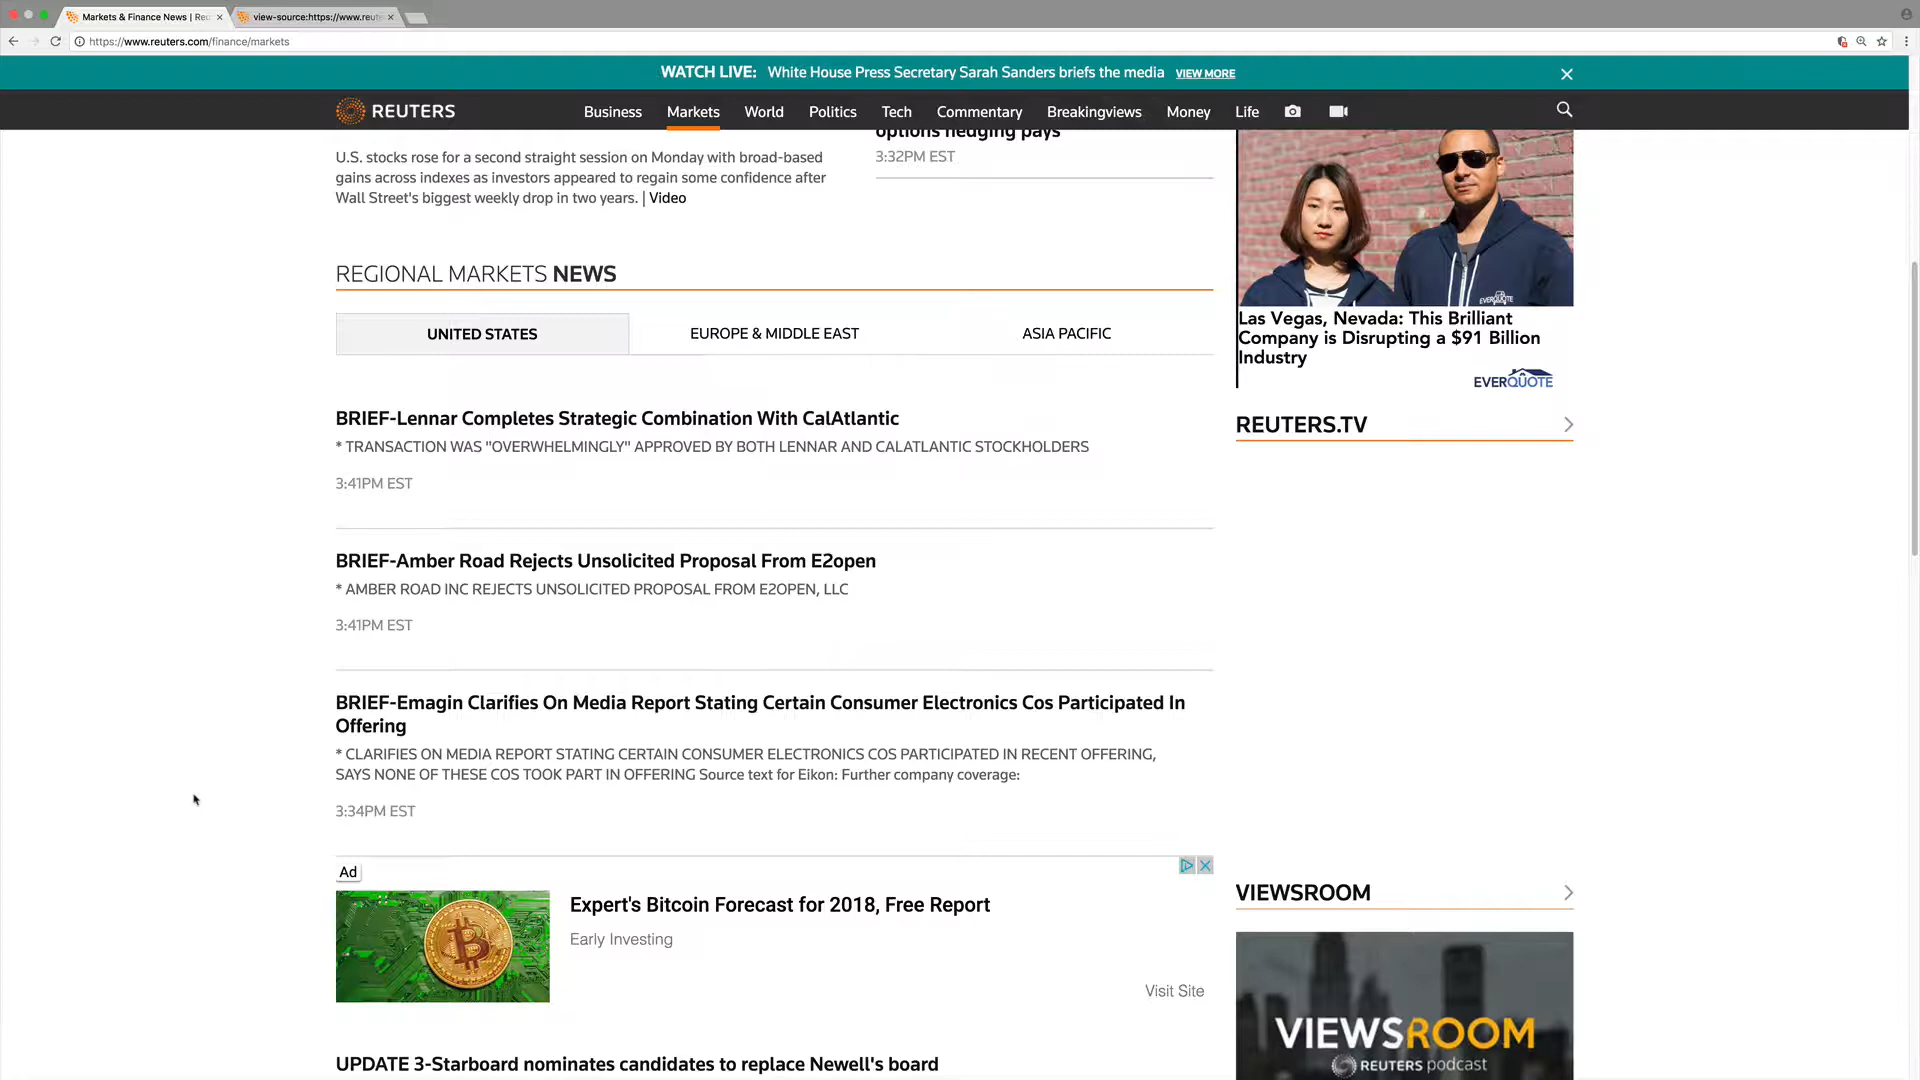 Markets & Finance News | Reu
view-source:https://www.reute
https://www.reuters.com/finance/markets
WATCH LIVE: White House Press Secretary Sarah Sanders briefs the media VIEW MORE
REUTERS
Business Markets World Politics Tech Commentary Breakingviews Money Life
options hedging pays
3:32PM EST
U.S. stocks rose for a second straight session on Monday with broad-based
gains across indexes as investors appeared to regain some confidence after
Wall Street's biggest weekly drop in two years. | Video
REGIONAL MARKETS NEWS
UNITED STATES
EUROPE & MIDDLE EAST
ASIA PACIFIC
BRIEF-Lennar Completes Strategic Combination With CalAtlantic
* TRANSACTION WAS "OVERWHELMINGLY" APPROVED BY BOTH LENNAR AND CALATLANTIC STOCKHOLDERS
3:41PM EST
BRIEF-Amber Road Rejects Unsolicited Proposal From E2open
* AMBER ROAD INC REJECTS UNSOLICITED PROPOSAL FROM E2OPEN, LLC
3:41PM EST
BRIEF-Emagin Clarifies On Media Report Stating Certain Consumer Electronics Cos Participated In
Offering
* CLARIFIES ON MEDIA REPORT STATING CERTAIN CONSUMER ELECTRONICS COS PARTICIPATED IN RECENT OFFERING,
SAYS NONE OF THESE COS TOOK PART IN OFFERING Source text for Eikon: Further company coverage:
3:34PM EST
Ad
Expert's Bitcoin Forecast for 2018, Free Report
Early Investing
Visit Site
UPDATE 3-Starboard nominates candidates to replace Newell's board
EVERQUOTE
Las Vegas, Nevada: This Brilliant
Company is Disrupting a $91 Billion
Industry
EVERQUOTE
REUTERS.TV
VIEWSROOM
VIEWSROOM
REUTERS podcast